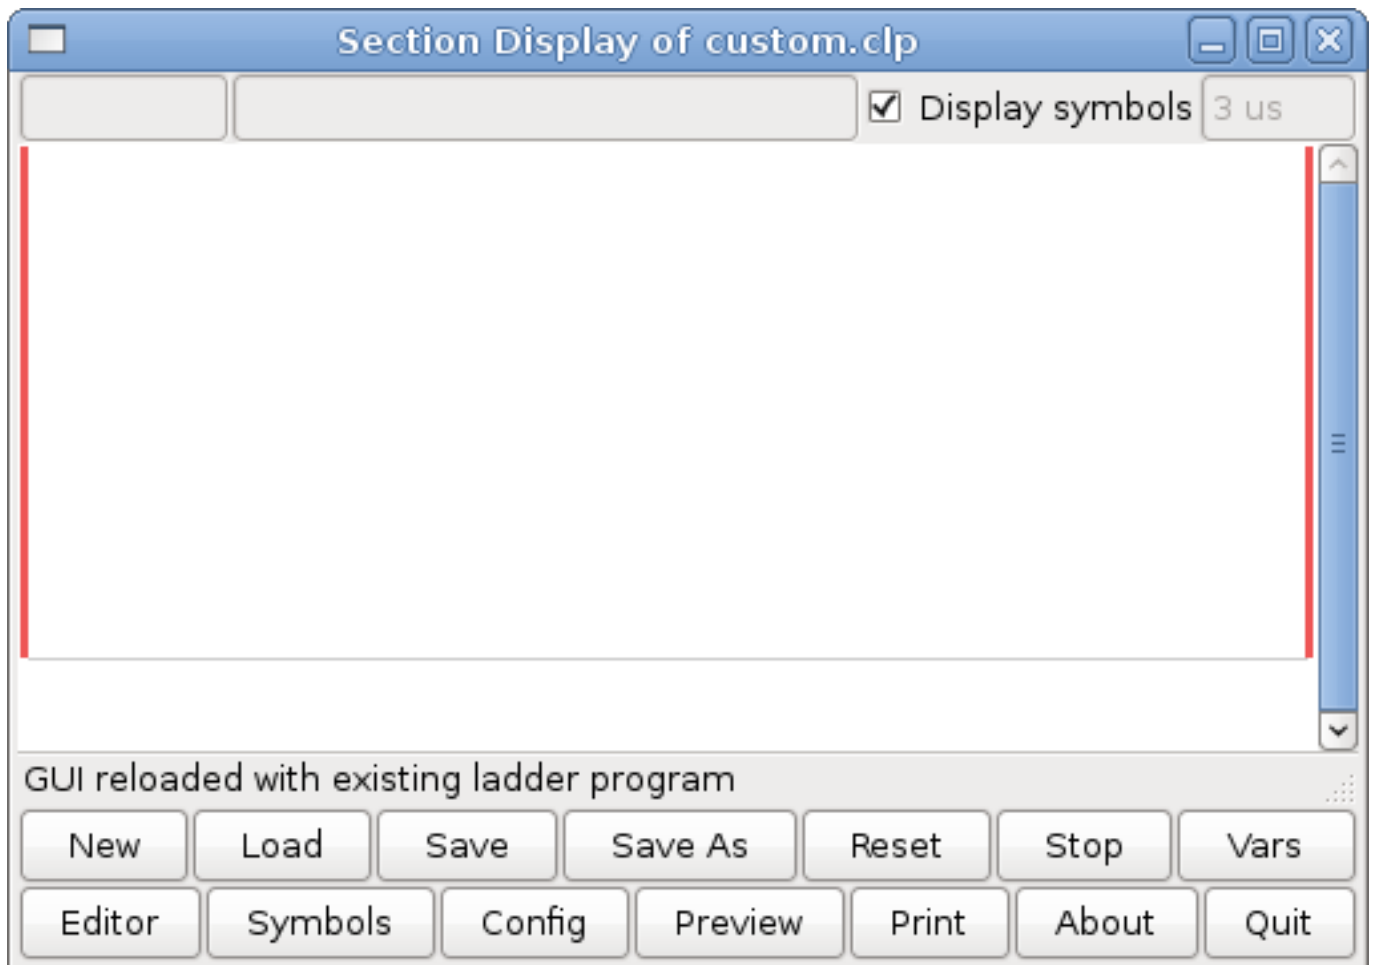 Section Display of custom.clp
Display symbols 3 us
GUI reloaded with existing ladder program
New Load Save Save As Reset Stop Vars
Editor Symbols Config Preview Print About Quit